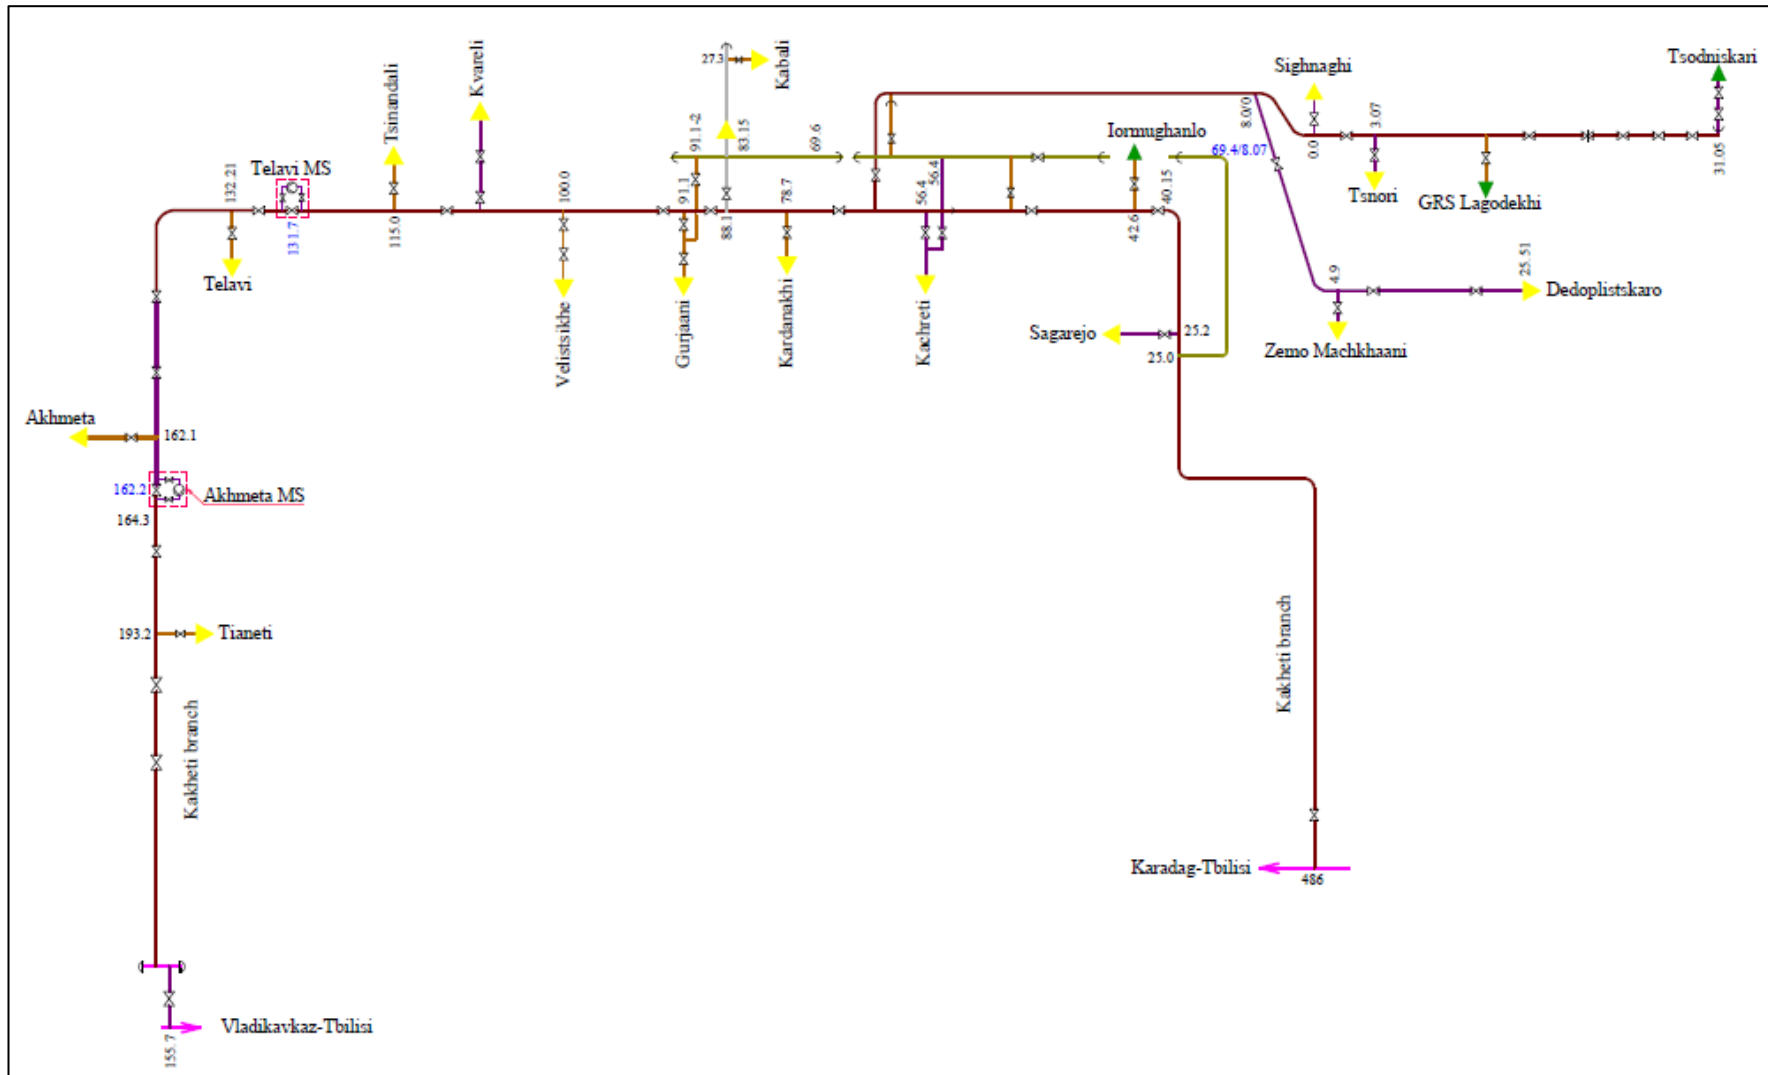 Tsodniskari
Sighnaghi
Kvareli
27.3
Kabali
Tsinandali
Iormughanlo
8.0/0
0.0
3.07
31.05
69.4/8.07
132.21
Telavi MS
91.1-2
83.15
69.6
56.4
56.4
Tsnori
GRS Lagodekhi
131.7
115.0
100.0
91.1
88.1
78.7
42.6
40.15
Telavi
4.9
25.51
Dedoplistskaro
Velistsikhe
Gurjaani
Kardanakhi
Kachreti
Sagarejo
25.2
25.0
Zemo Machkhaani
Akhmeta
162.1
162.2
Akhmeta MS
164.3
193.2
Tianeti
Kakheti branch
Kakheti branch
Karadag-Tbilisi
486
Vladikavkaz-Tbilisi
155.7